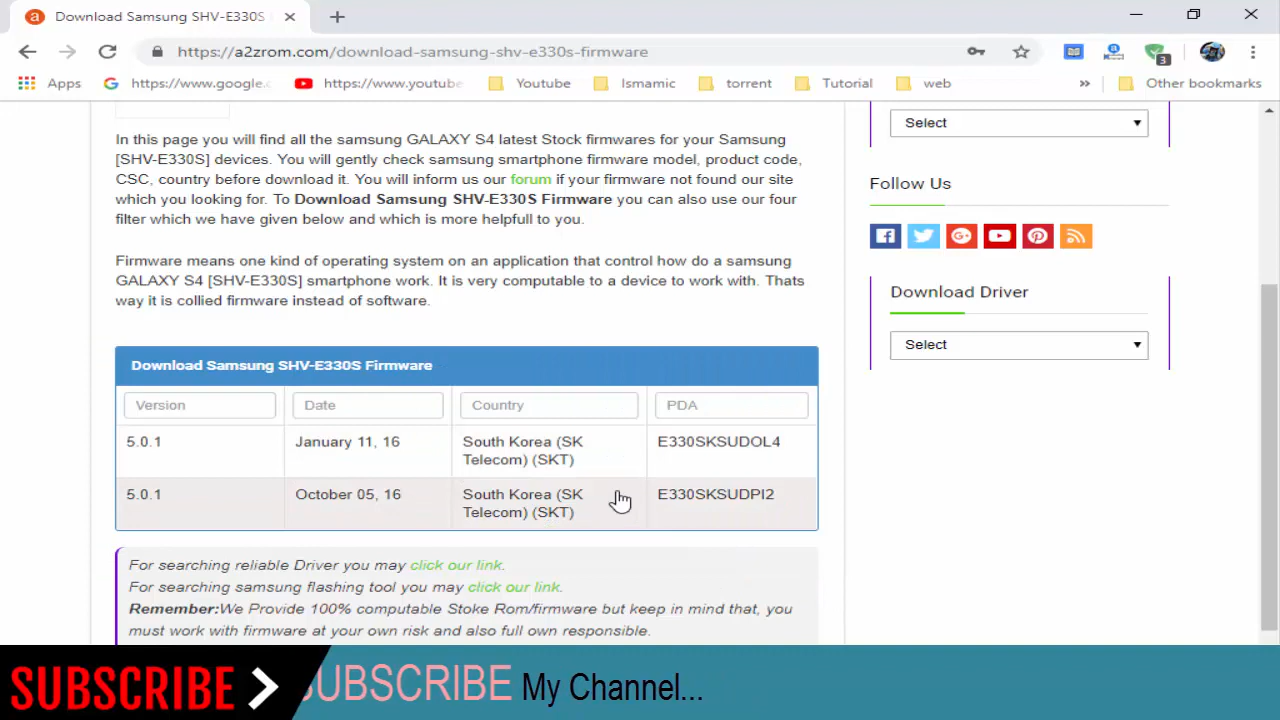 Download Samsung SHV-E330S
https://a2zrom.com/download-samsung-shv-e330s-firmware
3
Apps
https://www.google.c
https://www.youtube
Youtube
Ismamic
torrent
Tutorial
web
»
Other bookmarks
In this page you will find all the samsung GALAXY S4 latest Stock firmwares for your Samsung
[SHV-E330S] devices. You will gently check samsung smartphone firmware model, product code,
CSC, country before download it. You will inform us our forum if your firmware not found our site
which you looking for. To Download Samsung SHV-E330S Firmware you can also use our four
filter which we have given below and which is more helpfull to you.
Firmware means one kind of operating system on an application that control how do a samsung
GALAXY S4 [SHV-E330S] smartphone work. It is very computable to a device to work with. Thats
way it is collied firmware instead of software.
Download Samsung SHV-E330S Firmware
Version Date Country PDA
5.0.1 January 11, 16 South Korea (SK E330SKSUDOL4
Telecom) (SKT)
5.0.1 October 05, 16 South Korea (SK E330SKSUDPI2
Telecom) (SKT)
For searching reliable Driver you may click our link.
For searching samsung flashing tool you may click our link.
Remember:We Provide 100% computable Stoke Rom/firmware but keep in mind that, you
must work with firmware at your own risk and also full own responsible.
Select
Follow Us
Download Driver
Select
SUBSCRIBE
SUBSCRIBE My Channel...